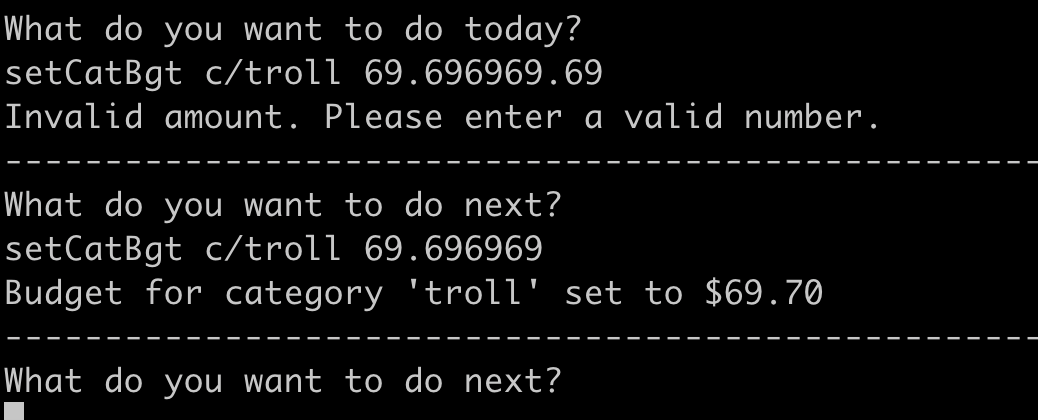 What do you want to do today?
setCatBgt c/troll 69.696969.69
Invalid amount. Please enter a valid number.
----------------------------------------------------
What do you want to do next?
setCatBgt c/troll 69.696969
Budget for category 'troll' set to $69.70
----------------------------------------------------
What do you want to do next?